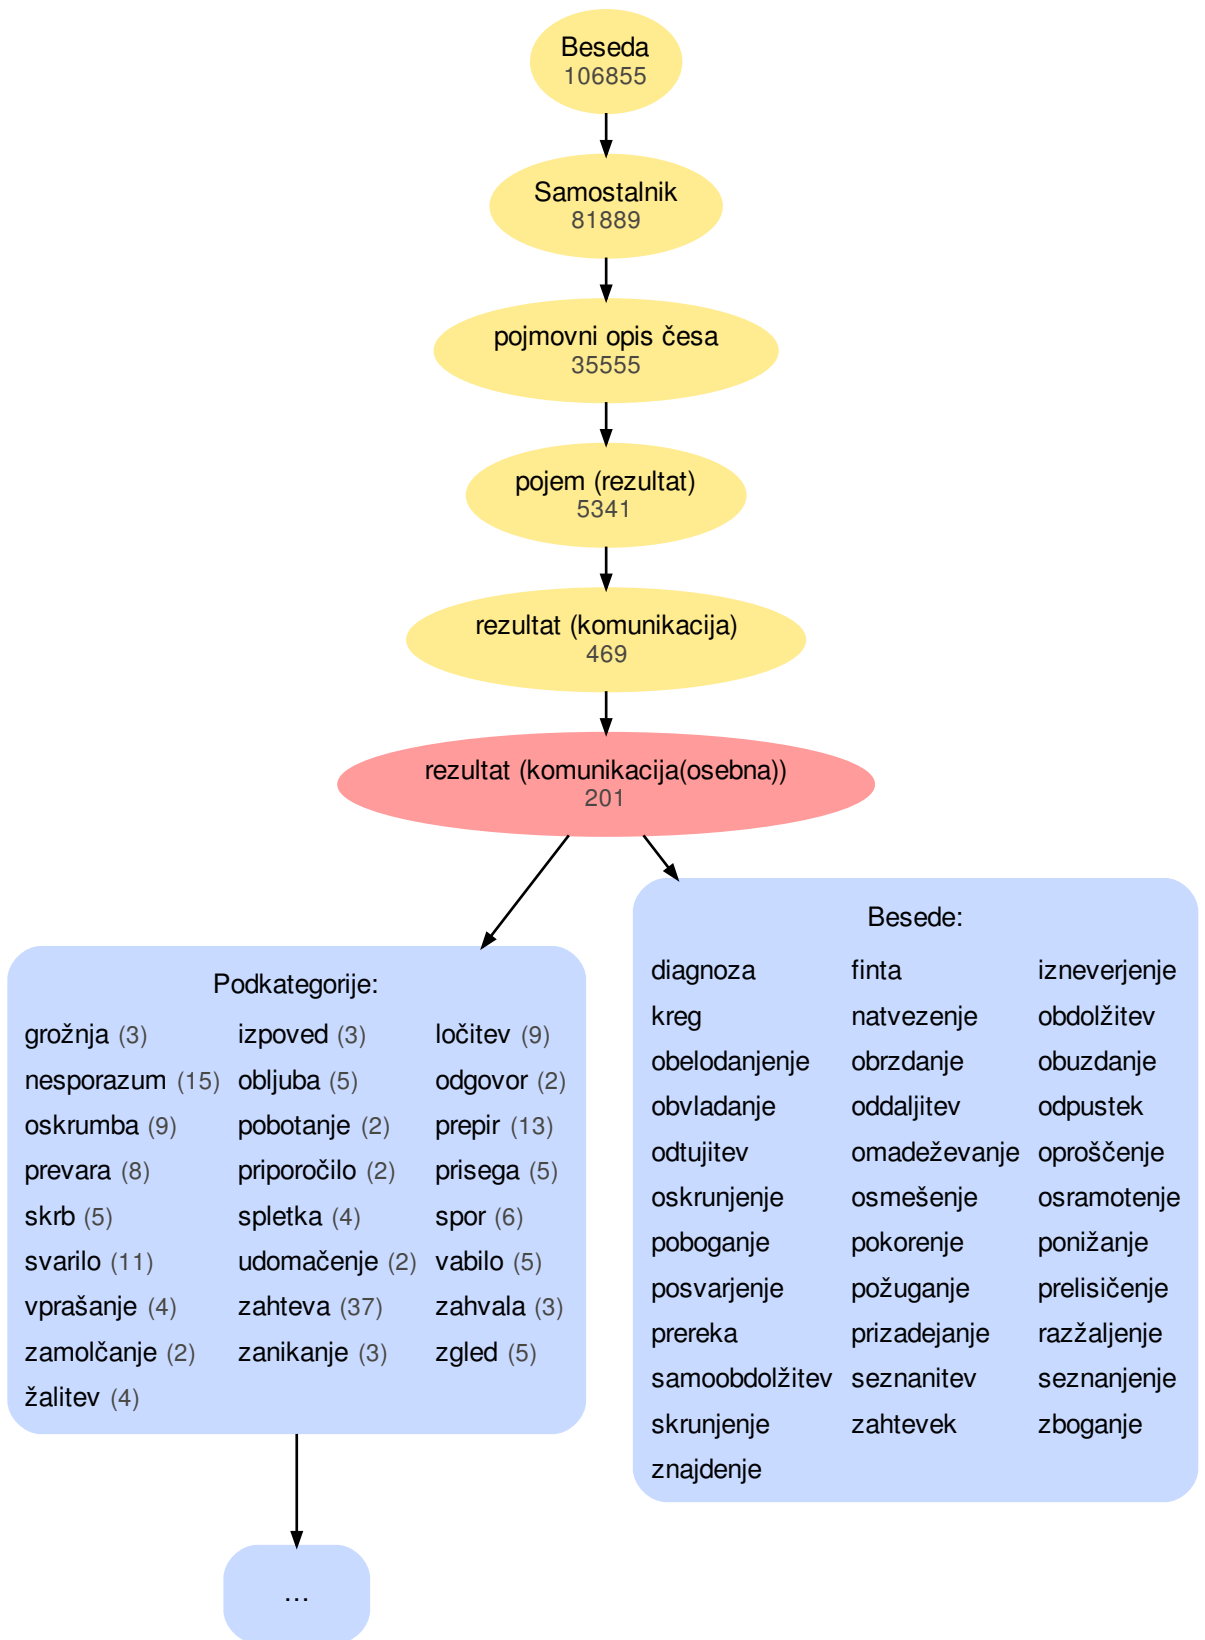 Beseda
106855
Samostalnik
81889
pojmovni opis česa
35555
pojem (rezultat)
5341
rezultat (komunikacija)
469
rezultat (komunikacija(osebna))
201
Podkategorije:
grožnja (3) izpoved (3) ločitev (9)
nesporazum (15) obljuba (5) odgovor (2)
oskrumba (9) pobotanje (2) prepir (13)
prevara (8) priporočilo (2) prisega (5)
skrb (5) spletka (4) spor (6)
svarilo (11) udomačenje (2) vabilo (5)
vprašanje (4) zahteva (37) zahvala (3)
zamolčanje (2) zanikanje (3) zgled (5)
žalitev (4)
Besede:
diagnoza finta izneverjenje
kreg natvezenje obdolžitev
obelodanjenje obrzdanje obuzdanje
obvladanje oddaljitev odpustek
odtujitev omadeževanje oproščenje
oskrunjenje osmešenje osramotenje
poboganje pokorenje ponižanje
posvarjenje požuganje prelisičenje
prereka prizadejanje razžaljenje
samoobdolžitev seznanitev seznanjenje
skrunjenje zahtevek zboganje
znajdenje
...